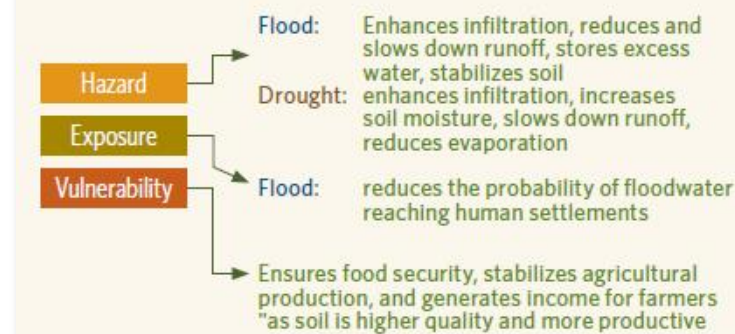 Flood: Enhances infiltration, reduces and
slows down runoff, stores excess
water, stabilizes soil
Hazard
Drought: enhances infiltration, increases
soil moisture, slows down runoff,
reduces evaporation
Exposure
Vulnerability
Flood: reduces the probability of floodwater
reaching human settlements
Ensures food security, stabilizes agricultural
production, and generates income for farmers
"as soil is higher quality and more productive